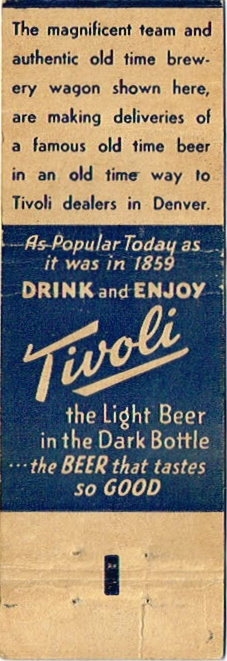 The magnificent team and
authentic old time brew-
ery wagon shown here,
are making deliveries of
a famous old time beer
in an old time way to
Tivoli dealers in Denver.
As Popular Today as
it was in 1859
DRINK and ENJOY
Tivoli
the Light Beer
in the Dark Bottle
...the BEER that tastes
so GOOD